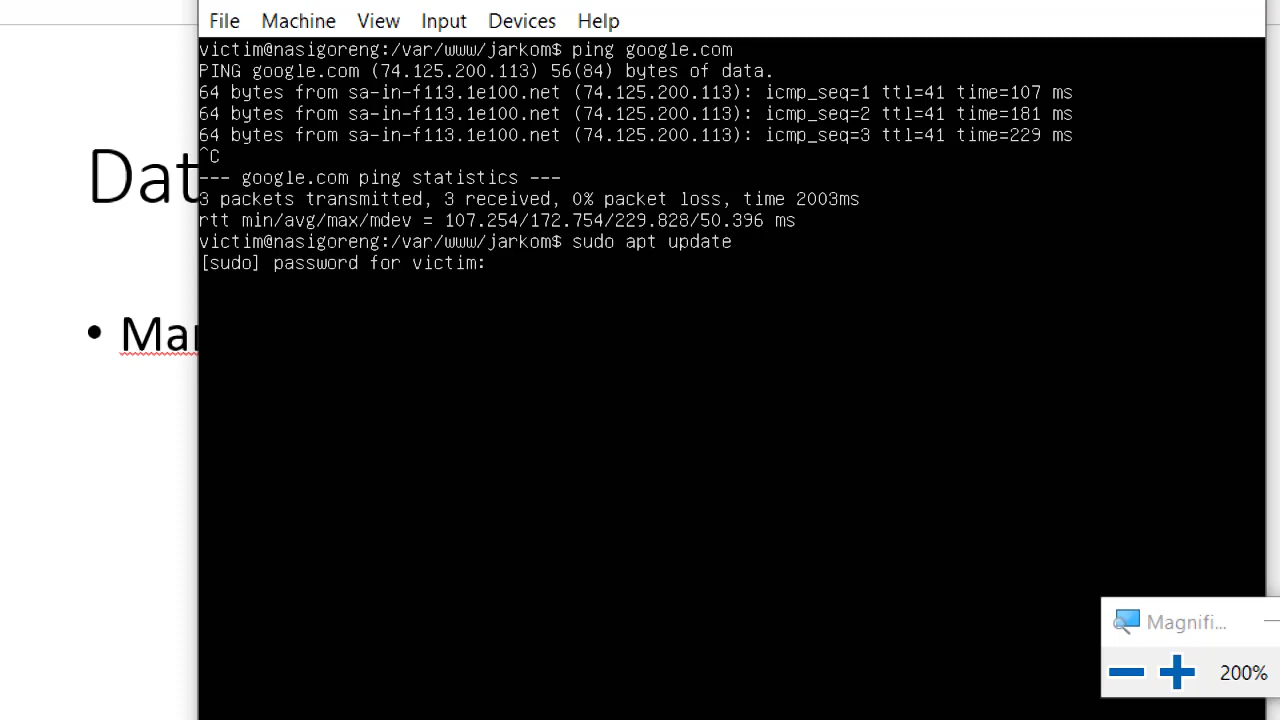 File Machine View Input Devices Help
victim@nasigoreng:/var/www/jarkom$ ping google.com
PING google.com (74.125.200.113) 56(84) bytes of data.
64 bytes from sa-in-f113.1e100.net (74.125.200.113): icmp_seq=1 ttl=41 time=107 ms
64 bytes from sa-in-f113.1e100.net (74.125.200.113): icmp_seq=2 ttl=41 time=181 ms
64 bytes from sa-in-f113.1e100.net (74.125.200.113): icmp_seq=3 ttl=41 time=229 ms
^C
--- google.com ping statistics ---
3 packets transmitted, 3 received, 0% packet loss, time 2003ms
rtt min/avg/max/mdev = 107.254/172.754/229.828/50.396 ms
victim@nasigoreng:/var/www/jarkom$ sudo apt update
[sudo] password for victim:
Dat
• Mar
Magnifi...
200%